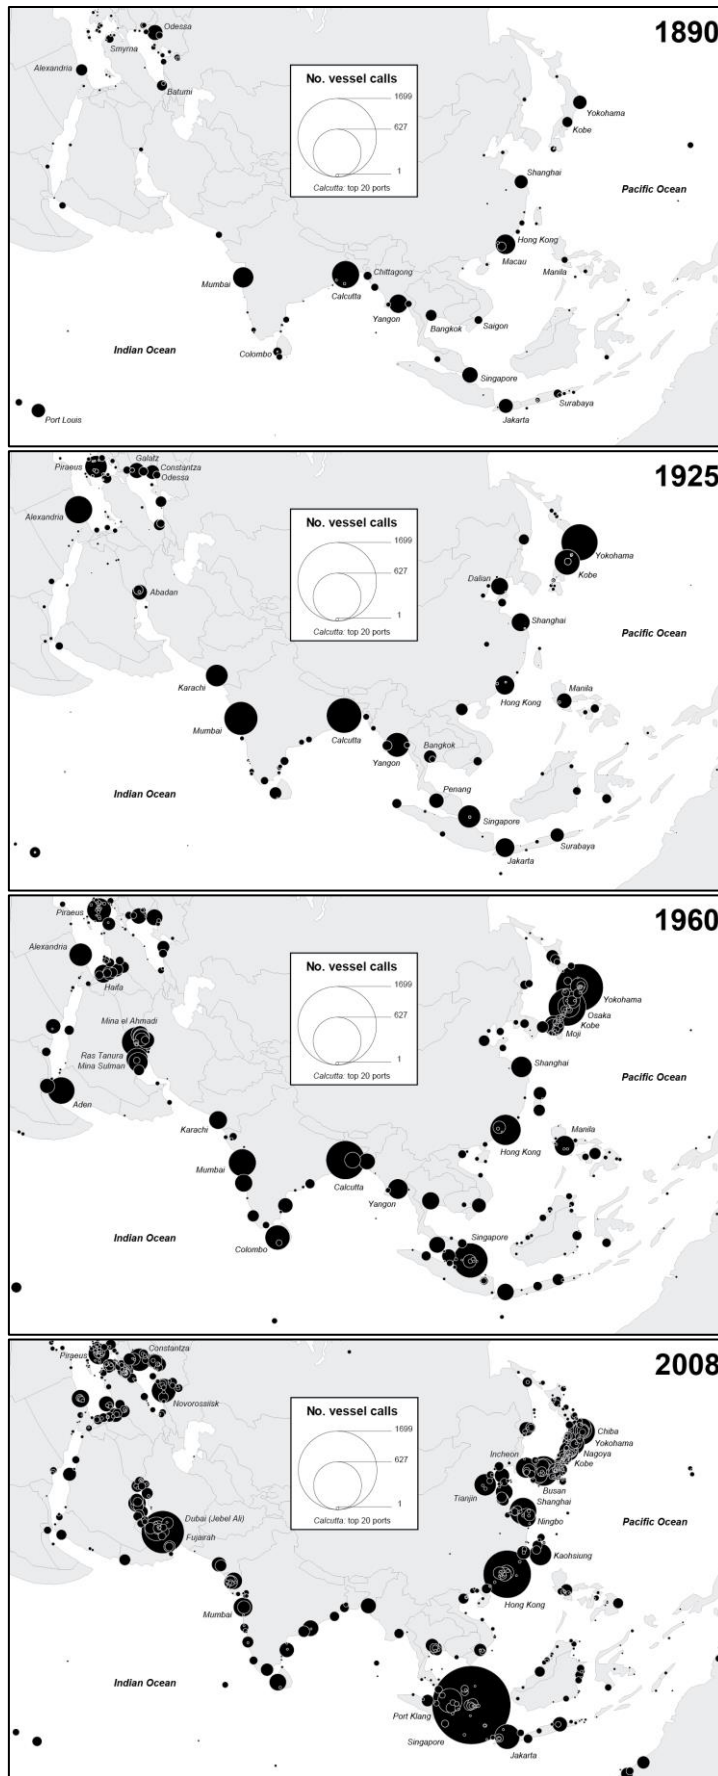 1890
Odessa
Smyrna
Alexandria
Batumi
No. vessel calls
1699
627
1
Calcutta: top 20 ports
Yokohama
Kobe
Shanghai
Pacific Ocean
Hong Kong
Macau
Manila
Mumbai
Calcutta
Chittagong
Yangon
Bangkok
Saigon
Indian Ocean
Colombo
Singapore
Port Louis
Jakarta
Surabaya
1925
Piraeus
Galatz
Constantza
Odessa
Alexandria
No. vessel calls
1699
627
1
Calcutta: top 20 ports
Yokohama
Kobe
Dalian
Abadan
Shanghai
Pacific Ocean
Karachi
Hong Kong
Manila
Mumbai
Calcutta
Yangon
Bangkok
Indian Ocean
Penang
Singapore
Jakarta
Surabaya
1960
Piraeus
Alexandria
Haifa
No. vessel calls
1699
627
1
Calcutta: top 20 ports
Yokohama
Osaka
Kobe
Moji
Mina el Ahmadi
Ras Tanura
Mina Sulman
Shanghai
Pacific Ocean
Aden
Karachi
Hong Kong
Manila
Mumbai
Calcutta
Yangon
Indian Ocean
Colombo
Singapore
2008
Piraeus
Constantza
Novorossiisk
No. vessel calls
1699
627
1
Calcutta: top 20 ports
Chiba
Yokohama
Nagoya
Kobe
Incheon
Busan
Tianjin
Shanghai
Ningbo
Dubai (Jebel Ali)
Fujairah
Pacific Ocean
Kaohsiung
Hong Kong
Mumbai
Indian Ocean
Port Klang
Singapore
Jakarta